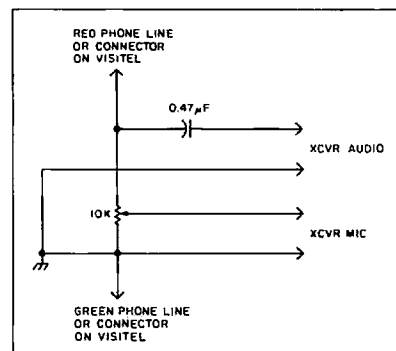 RED PHONE LINE
OR CONNECTOR
ON VISITEL
0.47µF
XCVR AUDIO
10K
XCVR MIC
GREEN PHONE LINE
OR CONNECTOR
ON VISITEL